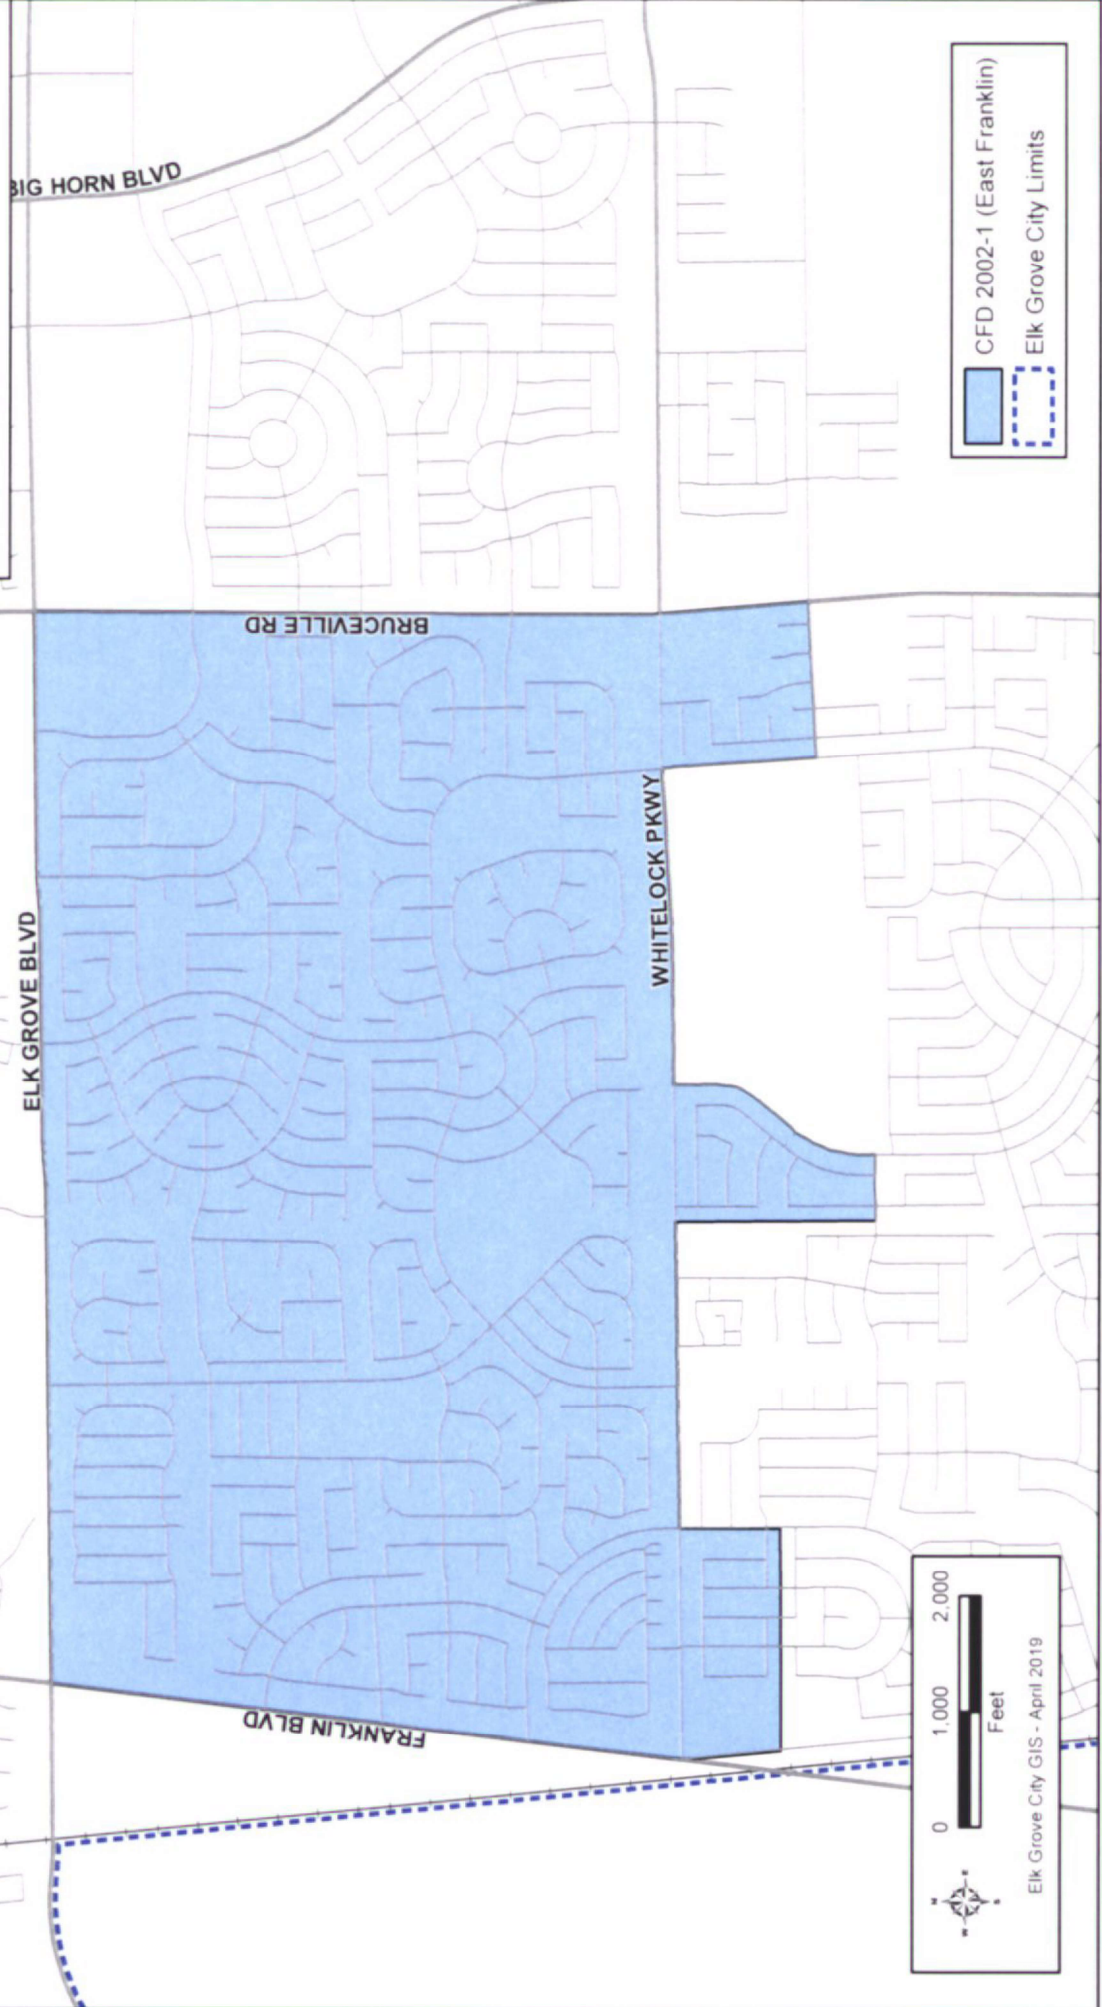 ELK GROVE BLVD
BIG HORN BLVD
BRUCEVILLE RD
WHITELOCK PKWY
FRANKLIN BLVD
CFD 2002-1 (East Franklin)
Elk Grove City Limits
N
W
E
S
0 1,000 2,000
Feet
Elk Grove City GIS - April 2019